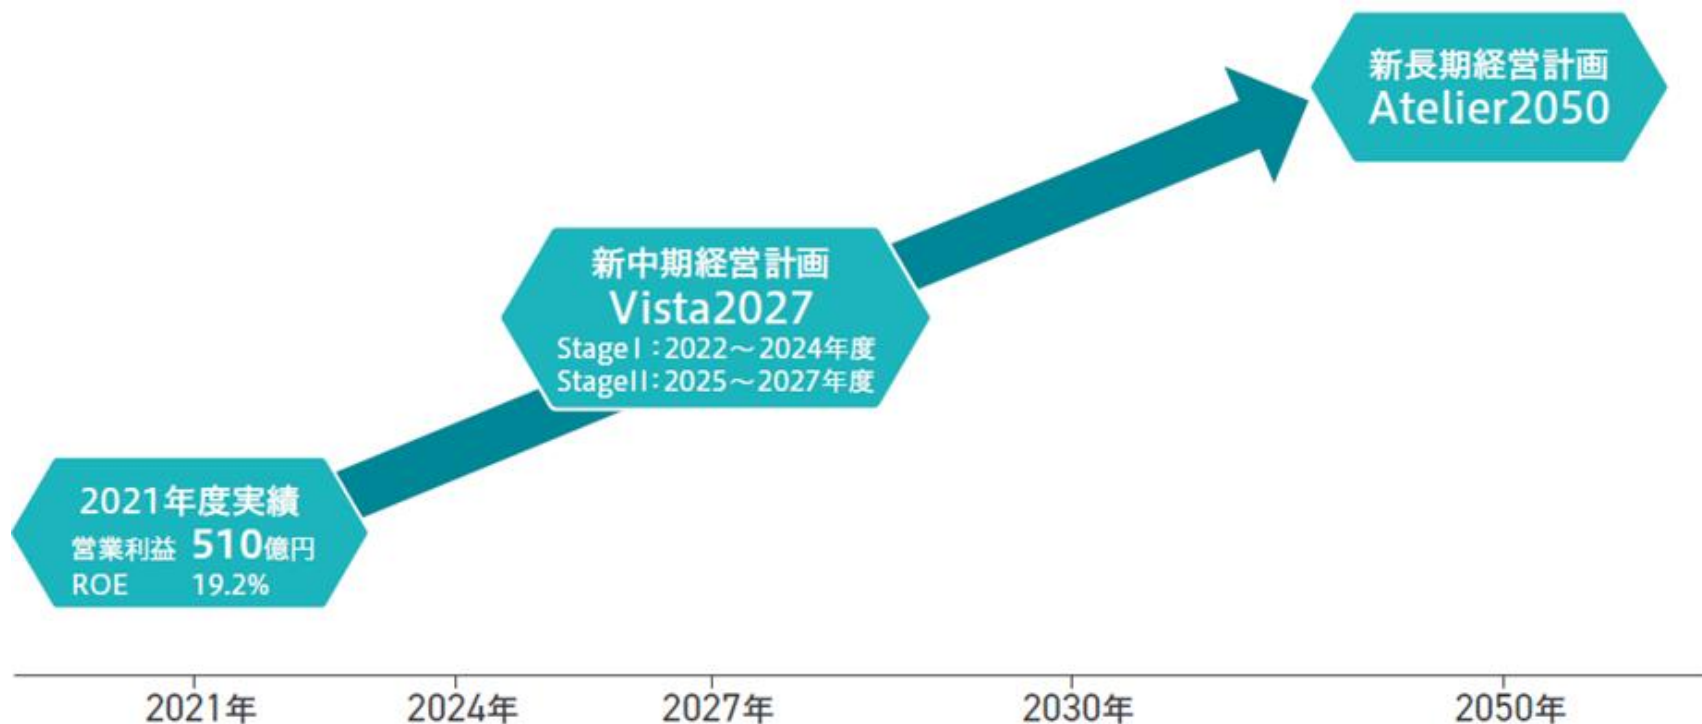 新長期経営計画
Atelier2050
新中期経営計画
Vista2027
StageI:2022～2024年度
StageII:2025～2027年度
2021年度実績
営業利益 510億円
ROE 19.2%
2021年 2024年 2027年 2030年 2050年